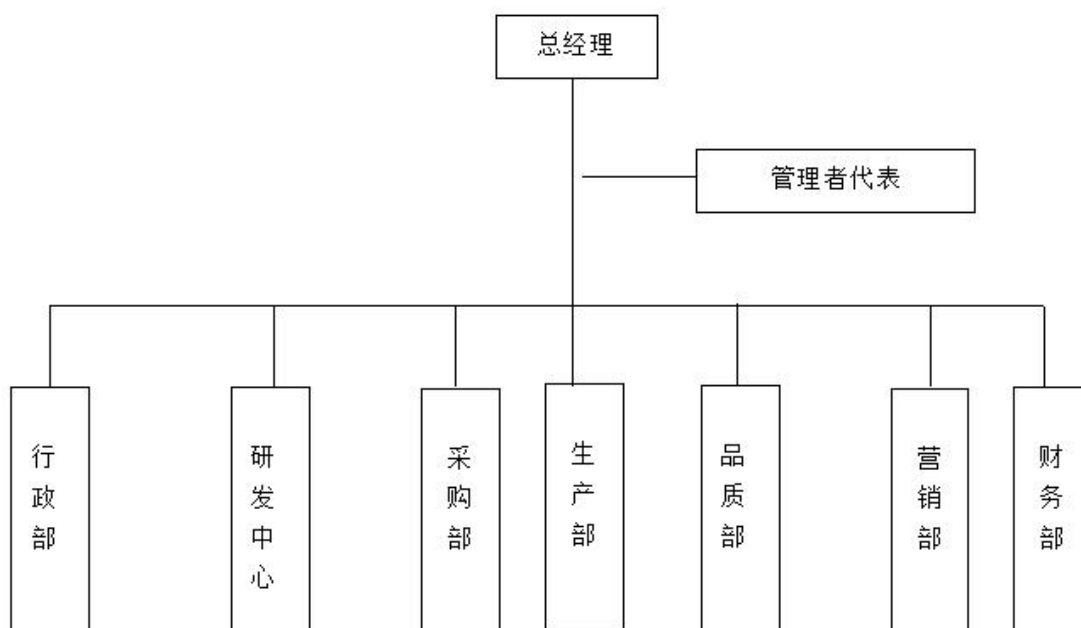 总经理
管理者代表
行政部
研发中心
采购部
生产部
品质部
营销部
财务部